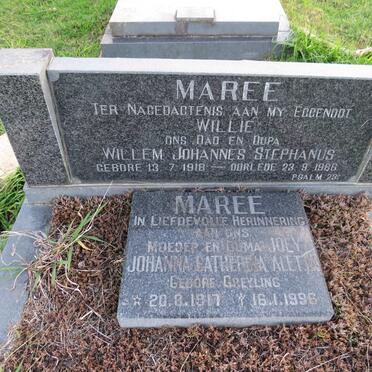 MAREE
TER NAGEDAGTENIS AAN MY EGGENOOT
WILLIE
ONS DAD EN OUPA
WILLEM JOHANNES STEPHANUS
GEBORE 13.7.1918 — OORLEDE 23.9.1986
PSALM 23
MAREE
IN LIEFDEVOLLE HERINNERING
AAN ONS
MOEDER EN OUMA JOEY
JOHANNA CATHERINA ALETTA
GEBORE GREYLING
* 20.8.1917 † 16.1.1996